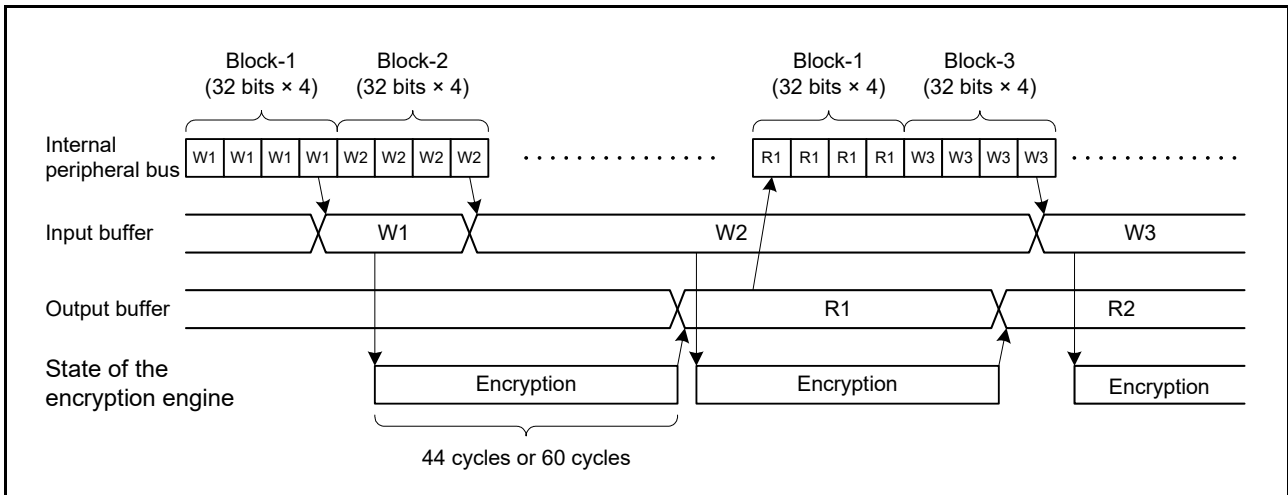 Block-1
(32 bits × 4)
Block-2
(32 bits × 4)
Block-1
(32 bits × 4)
Block-3
(32 bits × 4)
Internal
peripheral bus
W1 W1 W1 W1 W2 W2 W2 W2
R1 R1 R1 R1 W3 W3 W3 W3
Input buffer
W1
W2
W3
Output buffer
R1
R2
State of the
encryption engine
Encryption
Encryption
Encryption
44 cycles or 60 cycles